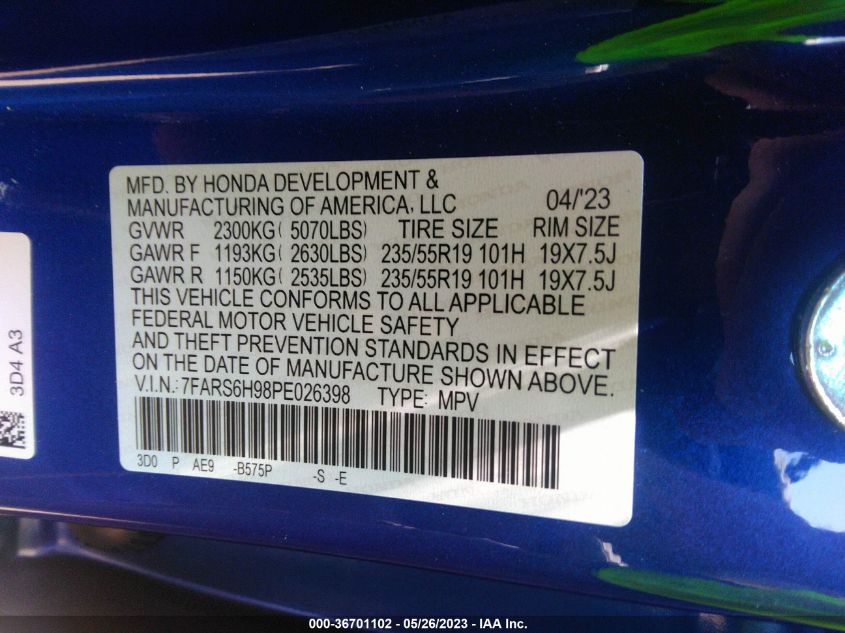 MFD. BY HONDA DEVELOPMENT &
MANUFACTURING OF AMERICA, LLC 04/'23
GVWR 2300KG( 5070LBS) TIRE SIZE RIM SIZE
GAWR F 1193KG( 2630LBS) 235/55R19 101H 19X7.5J
GAWR R 1150KG( 2535LBS) 235/55R19 101H 19X7.5J
THIS VEHICLE CONFORMS TO ALL APPLICABLE
FEDERAL MOTOR VEHICLE SAFETY
AND THEFT PREVENTION STANDARDS IN EFFECT
ON THE DATE OF MANUFACTURE SHOWN ABOVE.
V.I.N.:7FARS6H98PE026398 TYPE: MPV
3D0 P AE9 -B575P -S -E
3D4 A3
000-36701102 - 05/26/2023 - IAA Inc.